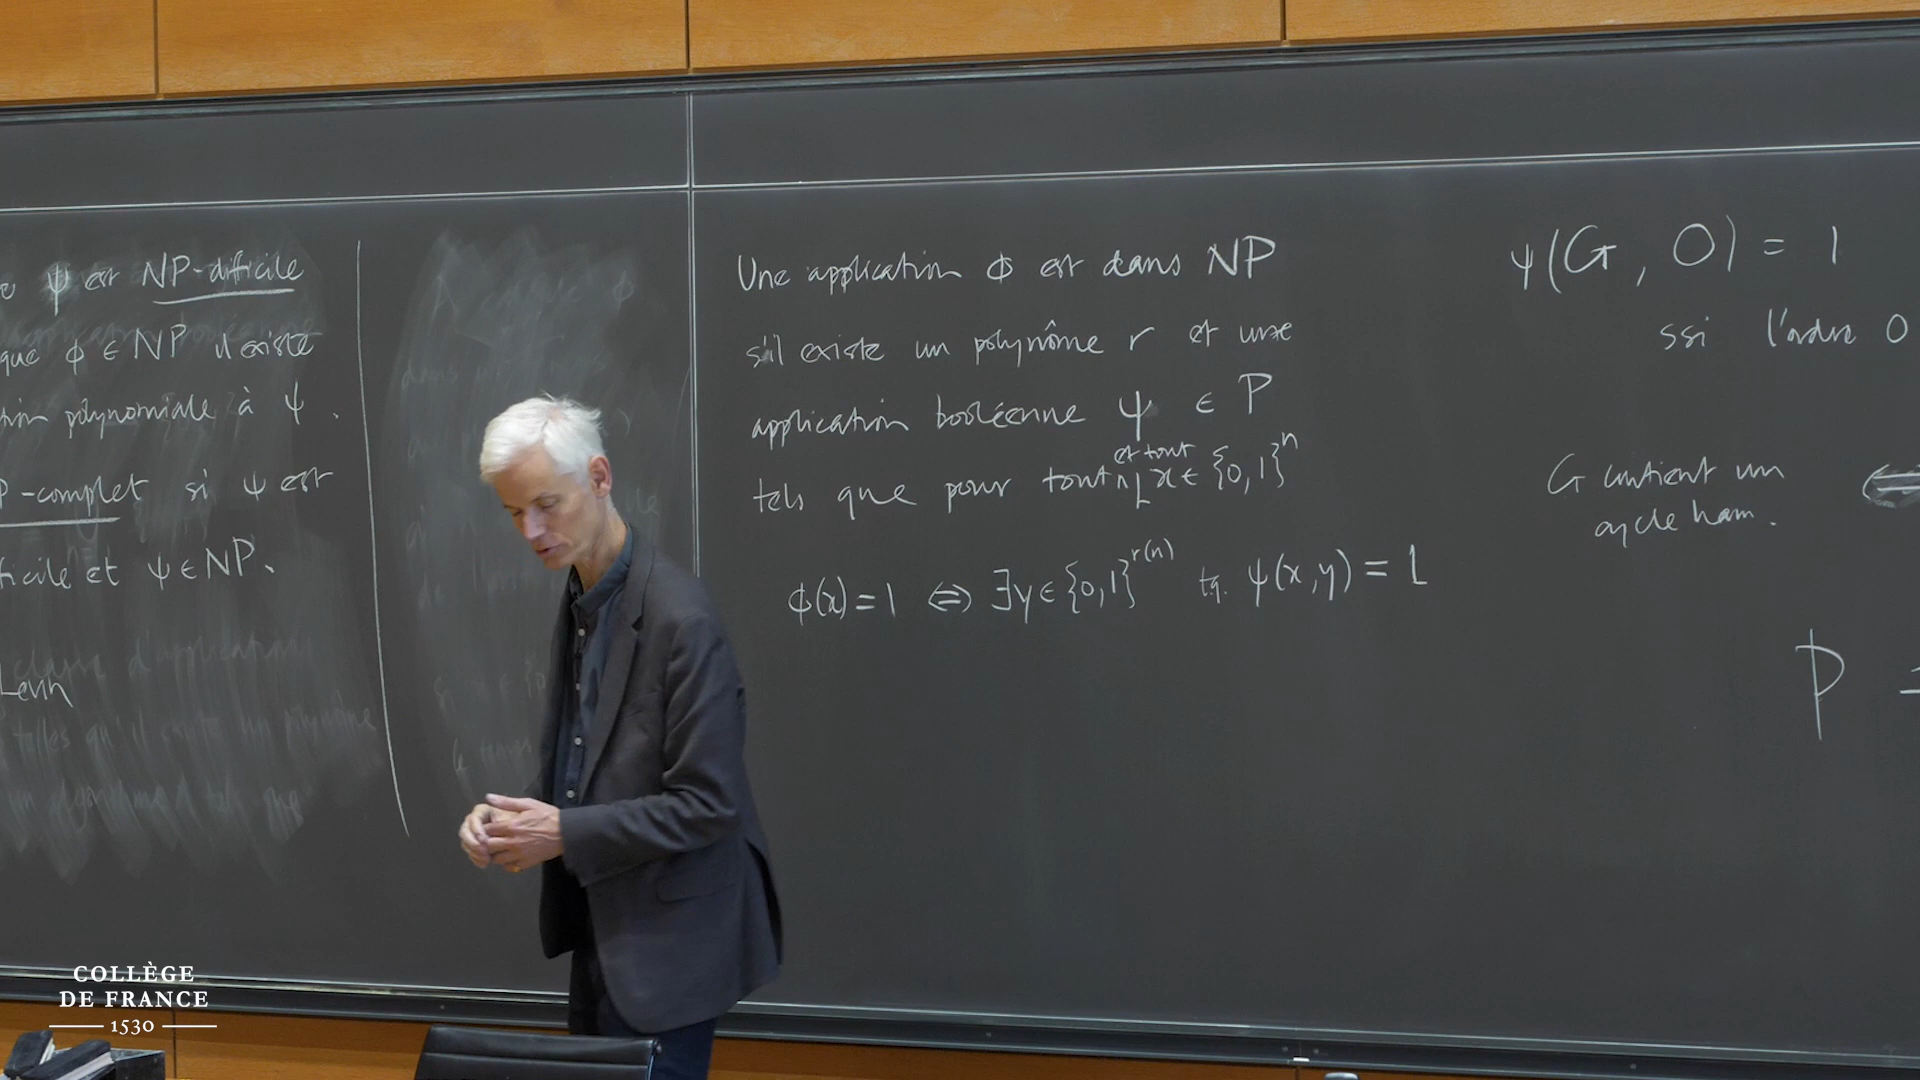 ψ est NP-dificile
que ϕ ∈ NP il existe
polynomiale à ψ.
P-complet si ψ est
ficile et ψ ∈ NP.
Levin
Une application ϕ est dans NP
s'il existe un polynôme r et une
application booléenne ψ ∈ P
et tout
tels que pour tout n x ∈ {0,1}^n
ϕ(x) = 1 ⇔ ∃y ∈ {0,1}^r(n) tq. ψ(x,y) = 1
ψ(G, O) = 1
ssi l'ordre O
G contient un
cycle ham.
P
COLLÈGE
DE FRANCE
1530